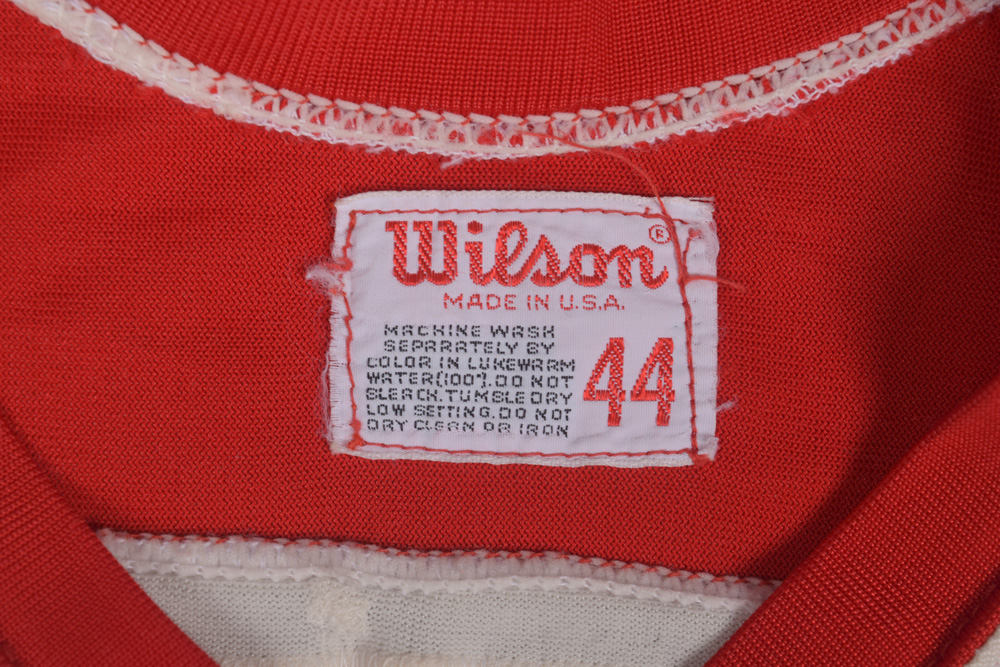 Wilson®
MADE IN U.S.A.
MACHINE WASH
SEPARATELY BY
COLOR IN LUKEWARM
WATER(100°). DO NOT
BLEACH. TUMBLE DRY
LOW SETTING. DO NOT
DRY CLEAN OR IRON
44